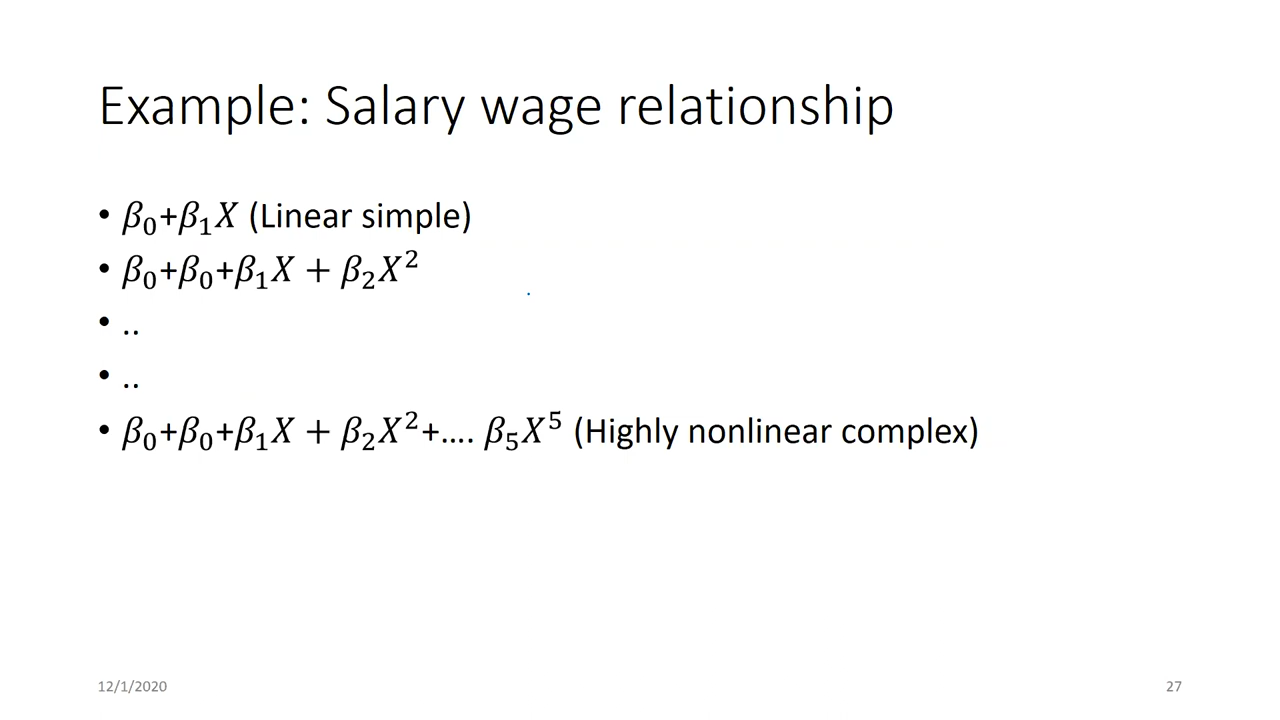 Example: Salary wage relationship
• β₀+β₁X (Linear simple)
• β₀+β₀+β₁X + β₂X²
• ..
• ..
• β₀+β₀+β₁X + β₂X²+…. β₅X⁵ (Highly nonlinear complex)
12/1/2020
27